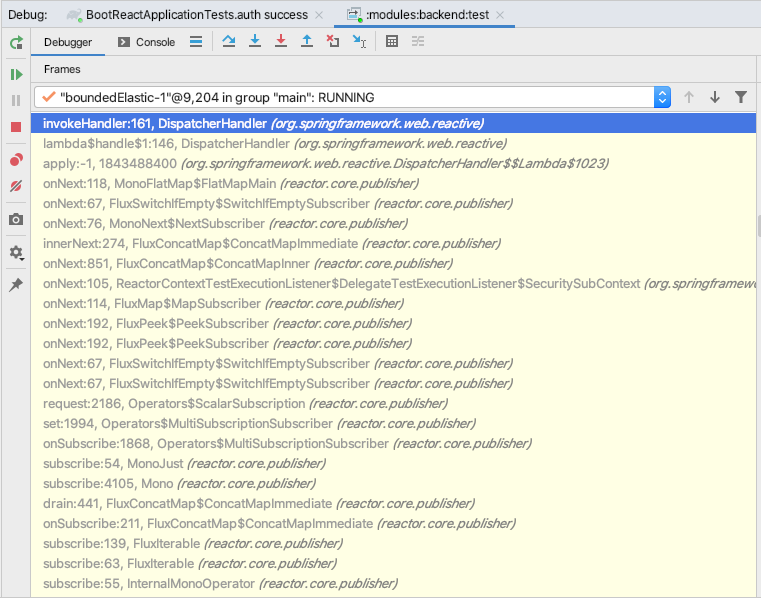 Debug: BootReactApplicationTests.auth success × :modules:backend:test ×
Debugger Console
Frames
"boundedElastic-1"@9,204 in group "main": RUNNING
invokeHandler:161, DispatcherHandler (org.springframework.web.reactive)
lambda$handle$1:146, DispatcherHandler (org.springframework.web.reactive)
apply:-1, 1843488400 (org.springframework.web.reactive.DispatcherHandler$$Lambda$1023)
onNext:118, MonoFlatMap$FlatMapMain (reactor.core.publisher)
onNext:67, FluxSwitchIfEmpty$SwitchIfEmptySubscriber (reactor.core.publisher)
onNext:76, MonoNext$NextSubscriber (reactor.core.publisher)
innerNext:274, FluxConcatMap$ConcatMapImmediate (reactor.core.publisher)
onNext:851, FluxConcatMap$ConcatMapInner (reactor.core.publisher)
onNext:105, ReactorContextTestExecutionListener$DelegateTestExecutionListener$SecuritySubContext (org.springframew
onNext:114, FluxMap$MapSubscriber (reactor.core.publisher)
onNext:192, FluxPeek$PeekSubscriber (reactor.core.publisher)
onNext:192, FluxPeek$PeekSubscriber (reactor.core.publisher)
onNext:67, FluxSwitchIfEmpty$SwitchIfEmptySubscriber (reactor.core.publisher)
onNext:67, FluxSwitchIfEmpty$SwitchIfEmptySubscriber (reactor.core.publisher)
request:2186, Operators$ScalarSubscription (reactor.core.publisher)
set:1994, Operators$MultiSubscriptionSubscriber (reactor.core.publisher)
onSubscribe:1868, Operators$MultiSubscriptionSubscriber (reactor.core.publisher)
subscribe:54, MonoJust (reactor.core.publisher)
subscribe:4105, Mono (reactor.core.publisher)
drain:441, FluxConcatMap$ConcatMapImmediate (reactor.core.publisher)
onSubscribe:211, FluxConcatMap$ConcatMapImmediate (reactor.core.publisher)
subscribe:139, FluxIterable (reactor.core.publisher)
subscribe:63, FluxIterable (reactor.core.publisher)
subscribe:55, InternalMonoOperator (reactor.core.publisher)